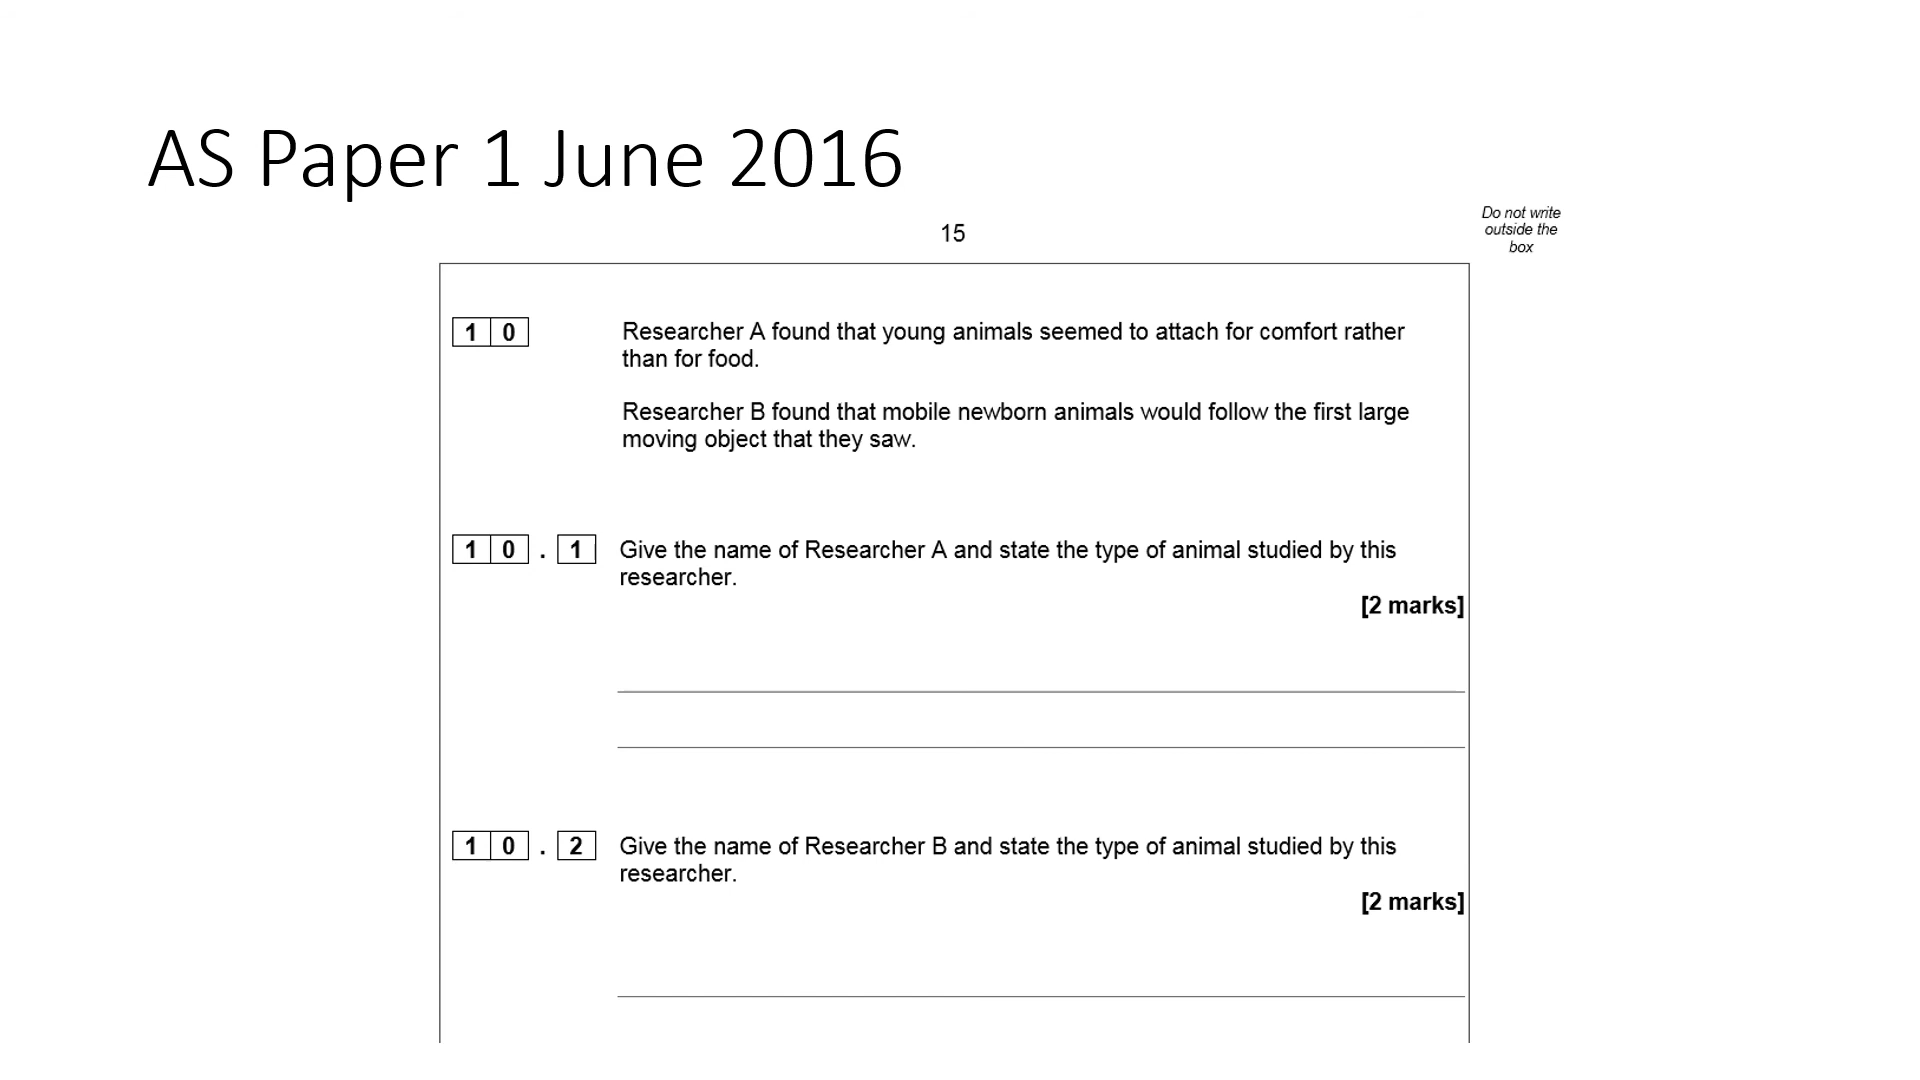 AS Paper 1 June 2016
15
Do not write
outside the
box
1 0
Researcher A found that young animals seemed to attach for comfort rather
than for food.
Researcher B found that mobile newborn animals would follow the first large
moving object that they saw.
1 0 . 1 Give the name of Researcher A and state the type of animal studied by this
researcher.
[2 marks]
1 0 . 2 Give the name of Researcher B and state the type of animal studied by this
researcher.
[2 marks]